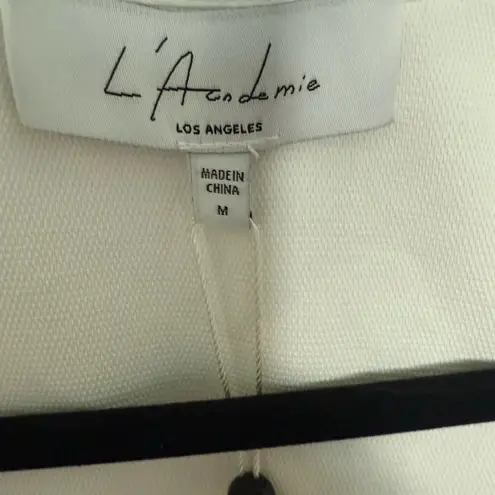 L'Academie
LOS ANGELES
MADE IN
CHINA
M